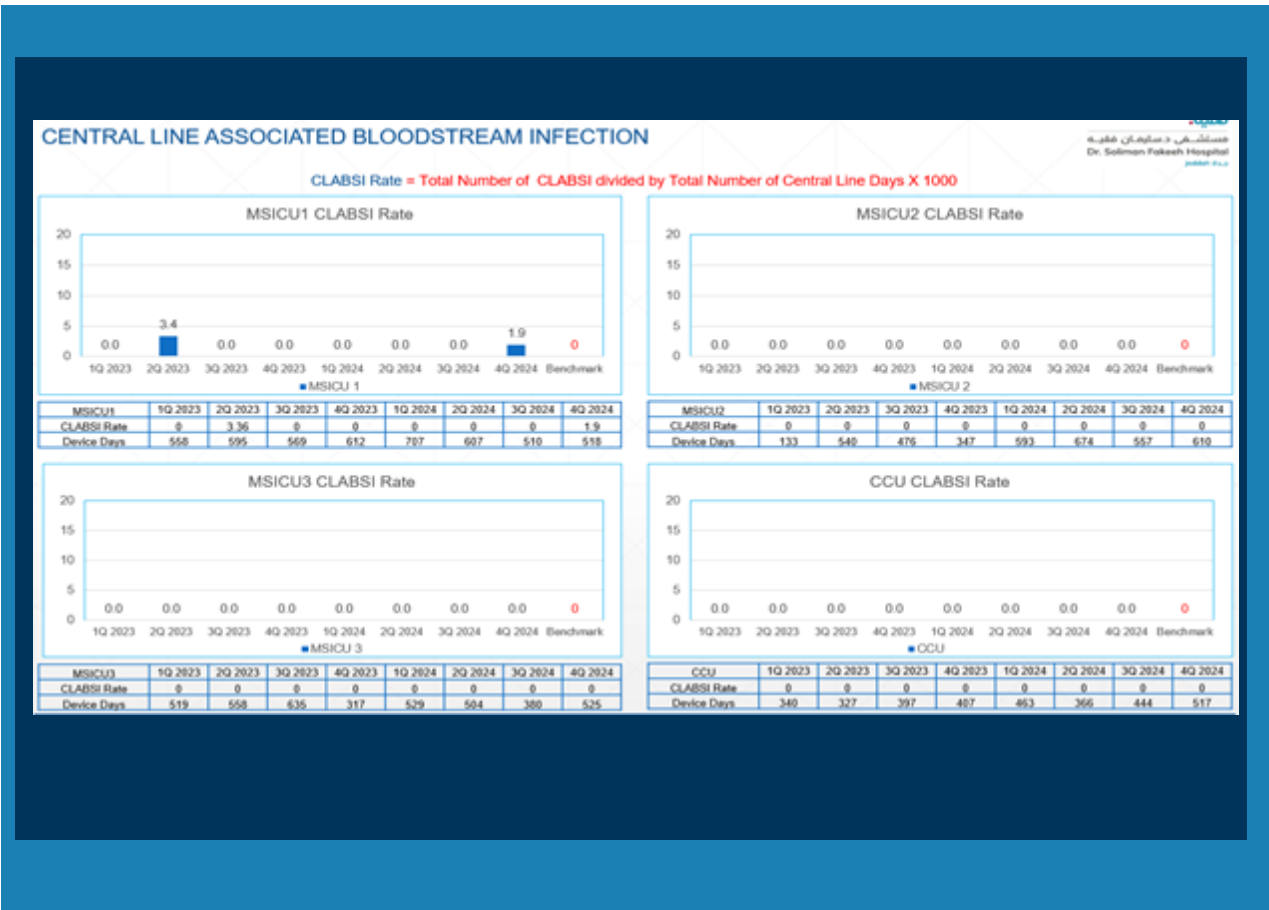 CENTRAL LINE ASSOCIATED BLOODSTREAM INFECTION
مستشفى د.سليمان فقيه
Dr. Soliman Fakeeh Hospital
CLABSI Rate = Total Number of CLABSI divided by Total Number of Central Line Days X 1000
MSICU1 CLABSI Rate
20
15
10
5
0
0.0 3.4 0.0 0.0 0.0 0.0 0.0 1.9 0
1Q 2023 2Q 2023 3Q 2023 4Q 2023 1Q 2024 2Q 2024 3Q 2024 4Q 2024 Benchmark
MSICU 1
MSICU1 1Q 2023 2Q 2023 3Q 2023 4Q 2023 1Q 2024 2Q 2024 3Q 2024 4Q 2024
CLABSI Rate 0 3.36 0 0 0 0 0 1.9
Device Days 558 595 569 612 707 607 510 518
MSICU2 CLABSI Rate
20
15
10
5
0
0.0 0.0 0.0 0.0 0.0 0.0 0.0 0.0 0
1Q 2023 2Q 2023 3Q 2023 4Q 2023 1Q 2024 2Q 2024 3Q 2024 4Q 2024 Benchmark
MSICU 2
MSICU2 1Q 2023 2Q 2023 3Q 2023 4Q 2023 1Q 2024 2Q 2024 3Q 2024 4Q 2024
CLABSI Rate 0 0 0 0 0 0 0 0
Device Days 133 540 476 347 593 674 557 610
MSICU3 CLABSI Rate
20
15
10
5
0
0.0 0.0 0.0 0.0 0.0 0.0 0.0 0.0 0
1Q 2023 2Q 2023 3Q 2023 4Q 2023 1Q 2024 2Q 2024 3Q 2024 4Q 2024 Benchmark
MSICU 3
MSICU3 1Q 2023 2Q 2023 3Q 2023 4Q 2023 1Q 2024 2Q 2024 3Q 2024 4Q 2024
CLABSI Rate 0 0 0 0 0 0 0 0
Device Days 519 558 635 317 529 504 380 525
CCU CLABSI Rate
20
15
10
5
0
0.0 0.0 0.0 0.0 0.0 0.0 0.0 0.0 0
1Q 2023 2Q 2023 3Q 2023 4Q 2023 1Q 2024 2Q 2024 3Q 2024 4Q 2024 Benchmark
CCU
CCU 1Q 2023 2Q 2023 3Q 2023 4Q 2023 1Q 2024 2Q 2024 3Q 2024 4Q 2024
CLABSI Rate 0 0 0 0 0 0 0 0
Device Days 340 327 397 407 463 366 444 517